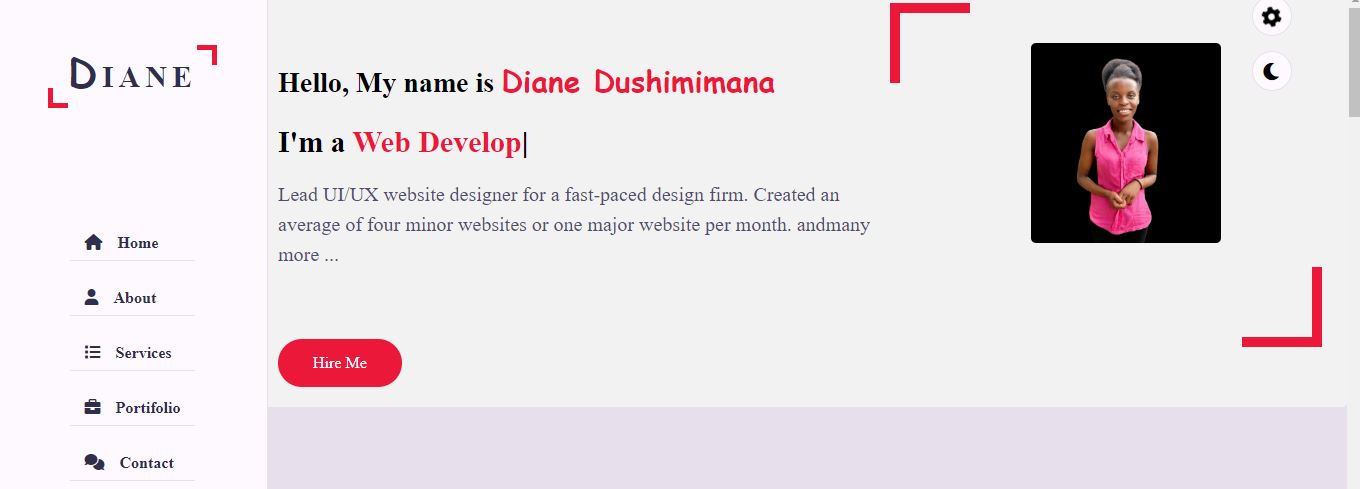 DIANE
Home
About
Services
Portifolio
Contact
Hello, My name is Diane Dushimimana
I'm a Web Develop|
Lead UI/UX website designer for a fast-paced design firm. Created an
average of four minor websites or one major website per month. andmany
more ...
Hire Me